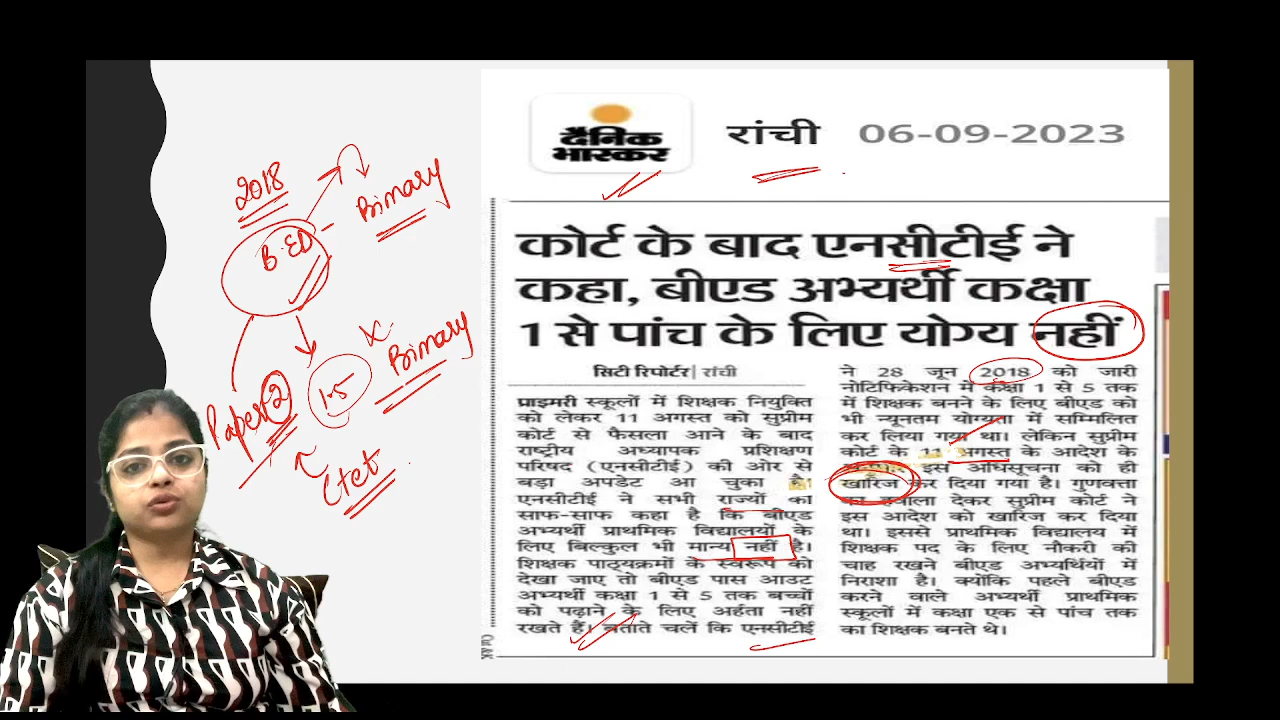 दैनिक
भास्कर
रांची 06-09-2023
कोर्ट के बाद एनसीटीई ने
कहा, बीएड अभ्यर्थी कक्षा
1 से पांच के लिए योग्य नहीं
सिटी रिपोर्टर। रांची
प्राइमरी स्कूलों में शिक्षक नियुक्ति
को लेकर 11 अगस्त को सुप्रीम
कोर्ट से फैसला आने के बाद
राष्ट्रीय अध्यापक प्रशिक्षण
परिषद (एनसीटीई) की ओर से
बड़ा अपडेट आ चुका है।
एनसीटीई ने सभी राज्यों का
साफ-साफ कहा है कि बीएड
अभ्यर्थी प्राथमिक विद्यालयों के
लिए बिल्कुल भी मान्य नहीं है।
शिक्षक पाठ्यक्रमों के स्वरूप को
देखा जाए तो बीएड पास आउट
अभ्यर्थी कक्षा 1 से 5 तक बच्चों
को पढ़ाने के लिए अर्हता नहीं
रखते हैं। बताते चलें कि एनसीटीई
ने 28 जून 2018 को जारी
नोटिफिकेशन में कक्षा 1 से 5 तक
में शिक्षक बनने के लिए बीएड को
भी न्यूनतम योग्यता में सम्मिलित
कर लिया गया था। लेकिन सुप्रीम
कोर्ट के 11 अगस्त के आदेश के
इस अधिसूचना को ही
खारिज कर दिया गया है। गुणवत्ता
का हवाला देकर सुप्रीम कोर्ट ने
इस आदेश को खारिज कर दिया
था। इससे प्राथमिक विद्यालय में
शिक्षक पद के लिए नौकरी की
चाह रखने बीएड अभ्यर्थियों में
निराशा है। क्योंकि पहले बीएड
करने वाले अभ्यर्थी प्राथमिक
स्कूलों में कक्षा एक से पांच तक
का शिक्षक बनते थे।
2018
B.ED
Primary
X
1-5 Primary
Paper 2
Ctet